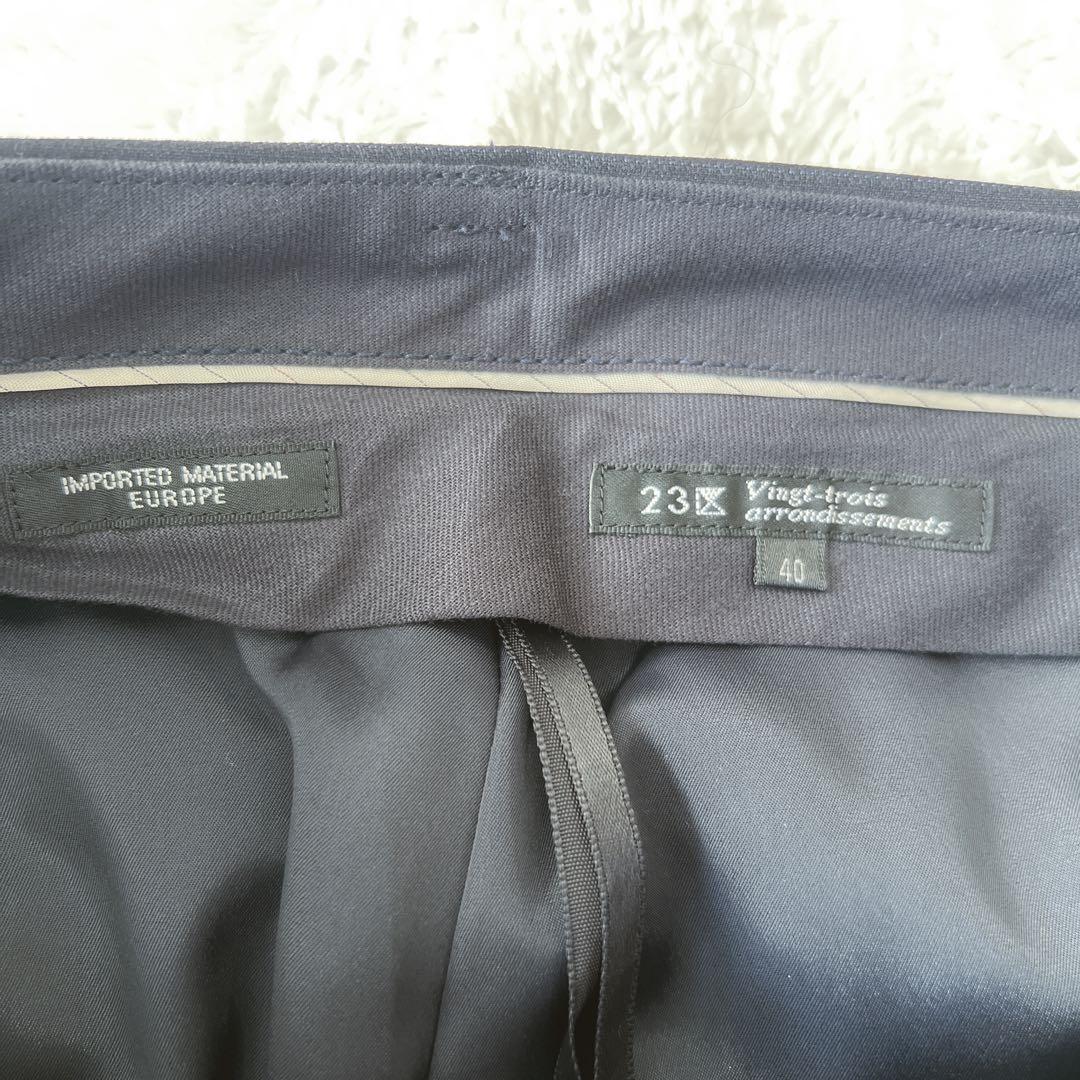 IMPORTED MATERIAL
EUROPE
23区 Vingt-trois
arrondissements
40